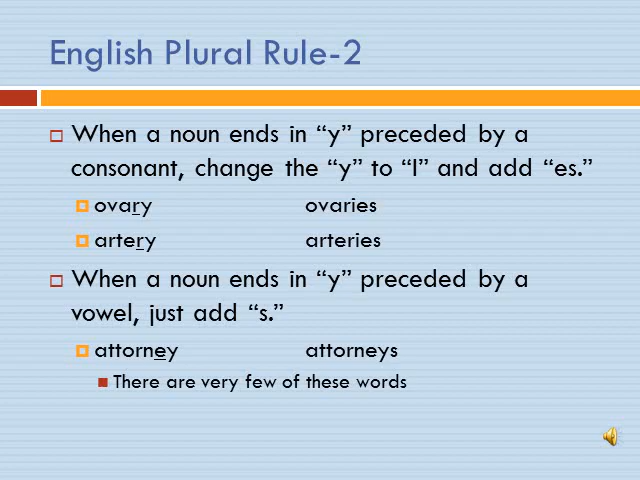 English Plural Rule-2
When a noun ends in “y” preceded by a
consonant, change the “y” to “I” and add “es.”
ovary ovaries
artery arteries
When a noun ends in “y” preceded by a
vowel, just add “s.”
attorney attorneys
There are very few of these words